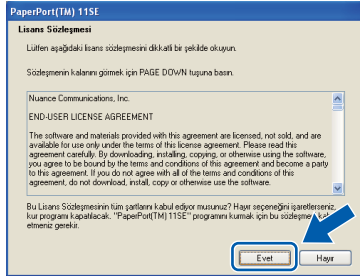 PaperPort(TM) 11SE
Lisans Sözleşmesi
Lütfen aşağıdaki lisans sözleşmesini dikkatli bir şekilde okuyun.
Sözleşmenin kalanını görmek için PAGE DOWN tuşuna basın.
Nuance Communications, Inc.
END-USER LICENSE AGREEMENT
The software and materials provided with this agreement are licensed, not sold, and are
available for use only under the terms of this license agreement. Please read this
agreement carefully. By downloading, installing, copying, or otherwise using the software,
you agree to be bound by the terms and conditions of this agreement and become a party
to this agreement. If you do not agree with all of the terms and conditions of this
agreement, do not download, install, copy or otherwise use the software.
Bu Lisans Sözleşmesinin tüm şartlarını kabul ediyor musunuz? Hayır seçeneğini işaretlerseniz,
kur programı kapatılacak. "PaperPort(TM) 11SE" programını kurmak için bu sözleşmeyi
etmeniz gerekir.
Evet
Hayır